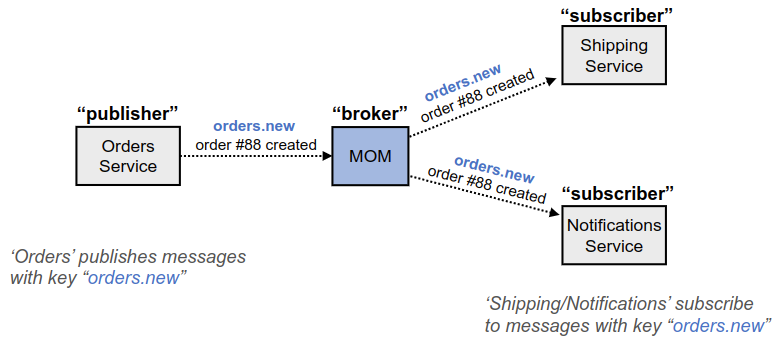 “publisher”
Orders
Service
orders.new
order #88 created
“broker”
MOM
orders.new
order #88 created
“subscriber”
Shipping
Service
orders.new
order #88 created
“subscriber”
Notifications
Service
‘Orders’ publishes messages
with key “orders.new”
‘Shipping/Notifications’ subscribe
to messages with key “orders.new”